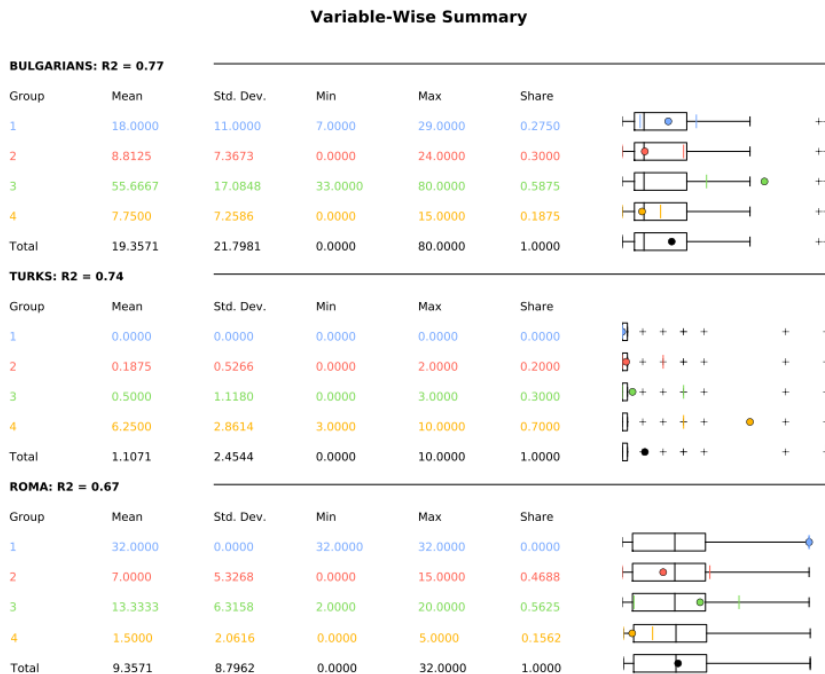 Variable-Wise Summary
BULGARIANS: R2 = 0.77
Group Mean Std. Dev. Min Max Share
1 18.0000 11.0000 7.0000 29.0000 0.2750
2 8.8125 7.3673 0.0000 24.0000 0.3000
3 55.6667 17.0848 33.0000 80.0000 0.5875
4 7.7500 7.2586 0.0000 15.0000 0.1875
Total 19.3571 21.7981 0.0000 80.0000 1.0000
TURKS: R2 = 0.74
Group Mean Std. Dev. Min Max Share
1 0.0000 0.0000 0.0000 0.0000 0.0000
2 0.1875 0.5266 0.0000 2.0000 0.2000
3 0.5000 1.1180 0.0000 3.0000 0.3000
4 6.2500 2.8614 3.0000 10.0000 0.7000
Total 1.1071 2.4544 0.0000 10.0000 1.0000
ROMA: R2 = 0.67
Group Mean Std. Dev. Min Max Share
1 32.0000 0.0000 32.0000 32.0000 0.0000
2 7.0000 5.3268 0.0000 15.0000 0.4688
3 13.3333 6.3158 2.0000 20.0000 0.5625
4 1.5000 2.0616 0.0000 5.0000 0.1562
Total 9.3571 8.7962 0.0000 32.0000 1.0000